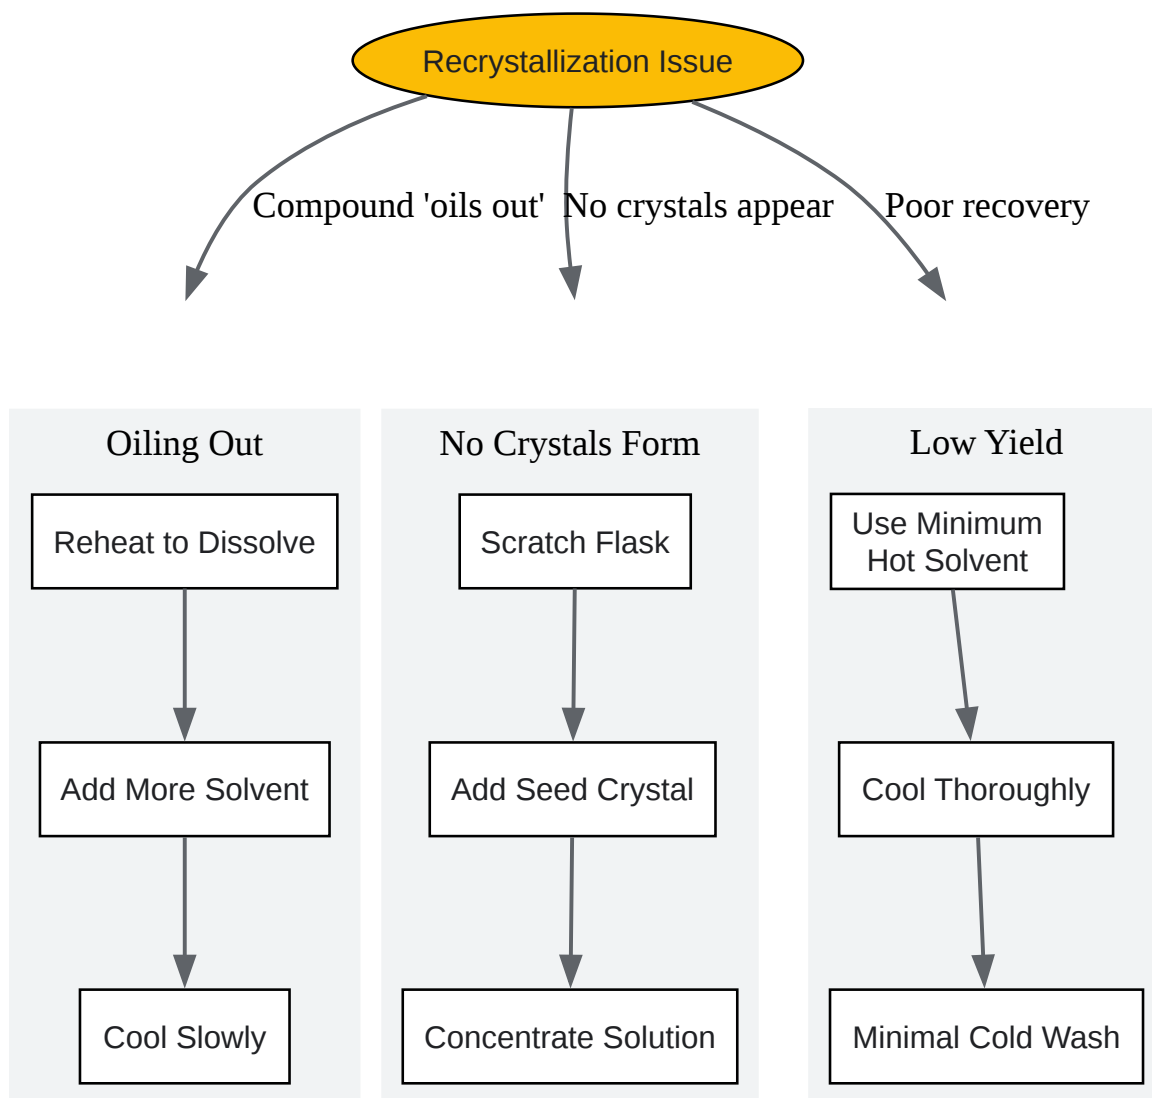 Recrystallization Issue
Compound 'oils out'
No crystals appear
Poor recovery
Oiling Out
Reheat to Dissolve
Add More Solvent
Cool Slowly
No Crystals Form
Scratch Flask
Add Seed Crystal
Concentrate Solution
Low Yield
Use Minimum
Hot Solvent
Cool Thoroughly
Minimal Cold Wash